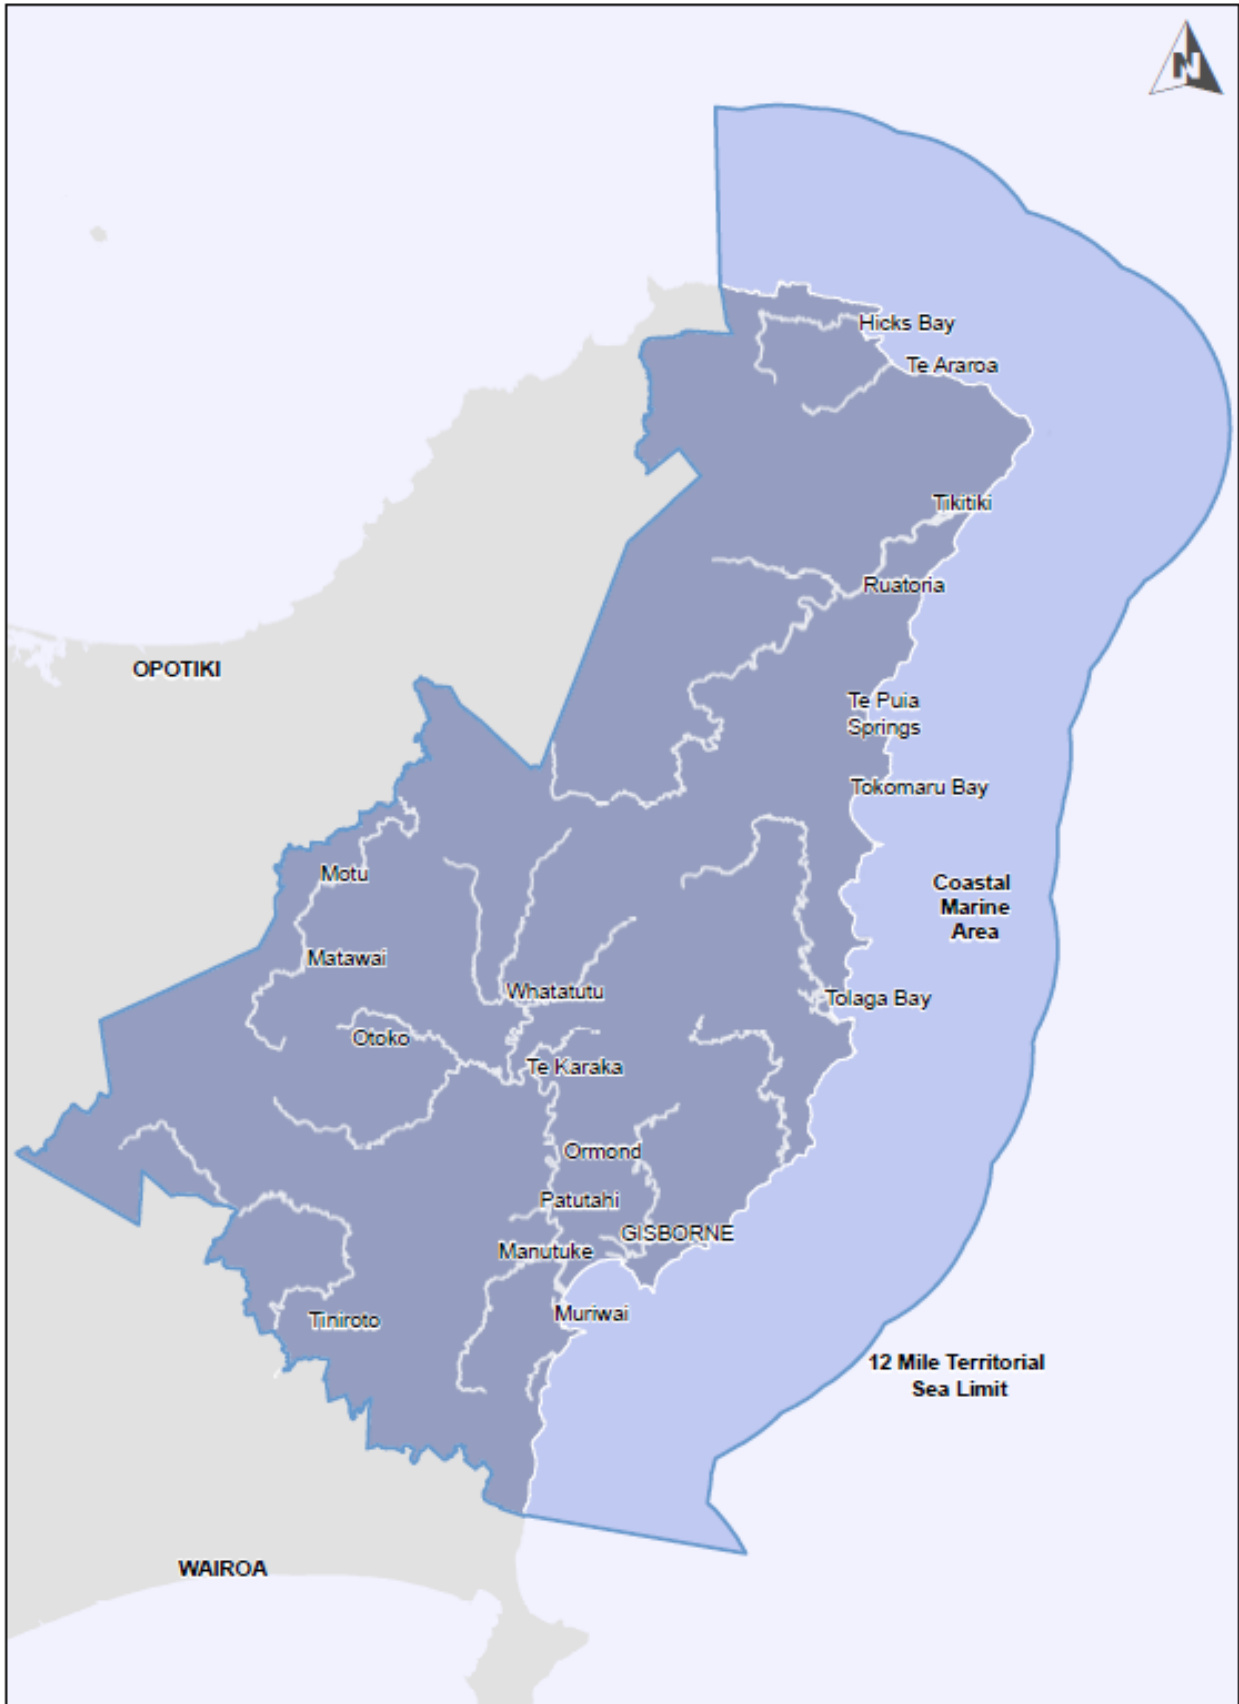 N
Hicks Bay
Te Araroa
Tikitiki
Ruatoria
OPOTIKI
Te Puia
Springs
Tokomaru Bay
Motu
Coastal
Marine
Area
Matawai
Whatatutu
Tolaga Bay
Otoko
Te Karaka
Ormond
Patutahi
GISBORNE
Manutuke
Muriwai
Tiniroto
12 Mile Territorial
Sea Limit
WAIROA